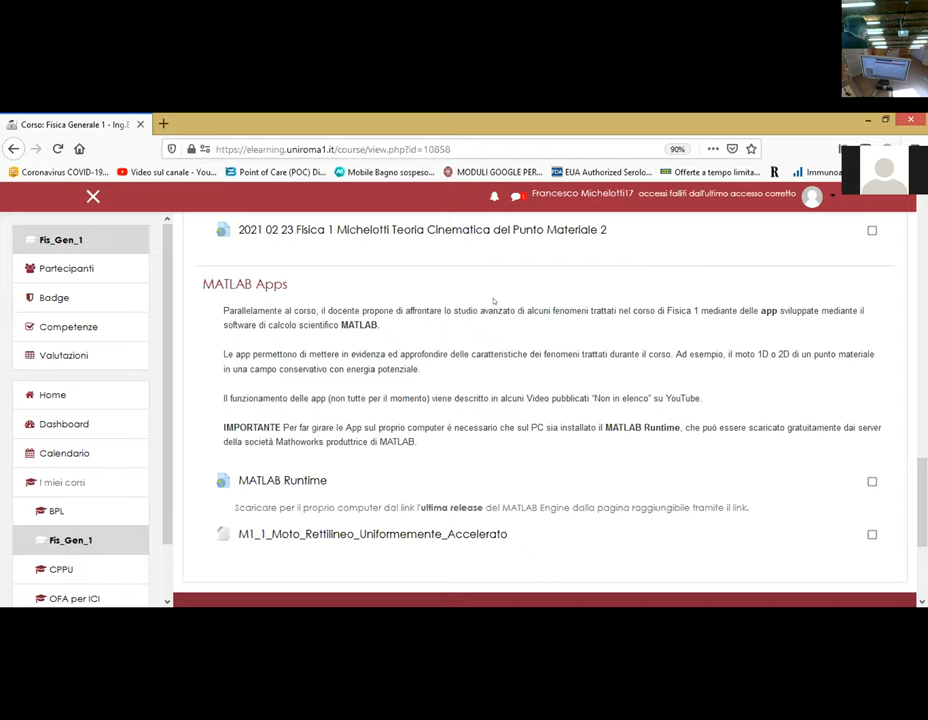 Corso: Fisica Generale 1 - Ing.E
https://elearning.uniroma1.it/course/view.php?id=10858
90%
Coronavirus COVID-19...
Video sul canale - You...
Point of Care (POC) Di...
Mobile Bagno sospeso...
MODULI GOOGLE PER...
FDA EUA Authorized Serolo...
Offerte a tempo limitat...
R
Immunoa
Francesco Michelotti17 accessi falliti dall'ultimo accesso corretto
Fis_Gen_1
Partecipanti
Badge
Competenze
Valutazioni
Home
Dashboard
Calendario
I miei corsi
BPL
Fis_Gen_1
CPPU
OFA per ICI
2021 02 23 Fisica 1 Michelotti Teoria Cinematica del Punto Materiale 2
MATLAB Apps
Parallelamente al corso, il docente propone di affrontare lo studio avanzato di alcuni fenomeni trattati nel corso di Fisica 1 mediante delle app sviluppate mediante il
software di calcolo scientifico MATLAB.
Le app permettono di mettere in evidenza ed approfondire delle caratteristiche dei fenomeni trattati durante il corso. Ad esempio, il moto 1D o 2D di un punto materiale
in una campo conservativo con energia potenziale.
Il funzionamento delle app (non tutte per il momento) viene descritto in alcuni Video pubblicati "Non in elenco" su YouTube.
IMPORTANTE Per far girare le App sul proprio computer è necessario che sul PC sia installato il MATLAB Runtime, che può essere scaricato gratuitamente dai server
della società Mathoworks produttrice di MATLAB.
MATLAB Runtime
Scaricare per il proprio computer dal link l'ultima release del MATLAB Engine dalla pagina raggiungibile tramite il link.
M1_1_Moto_Rettilineo_Uniformemente_Accelerato